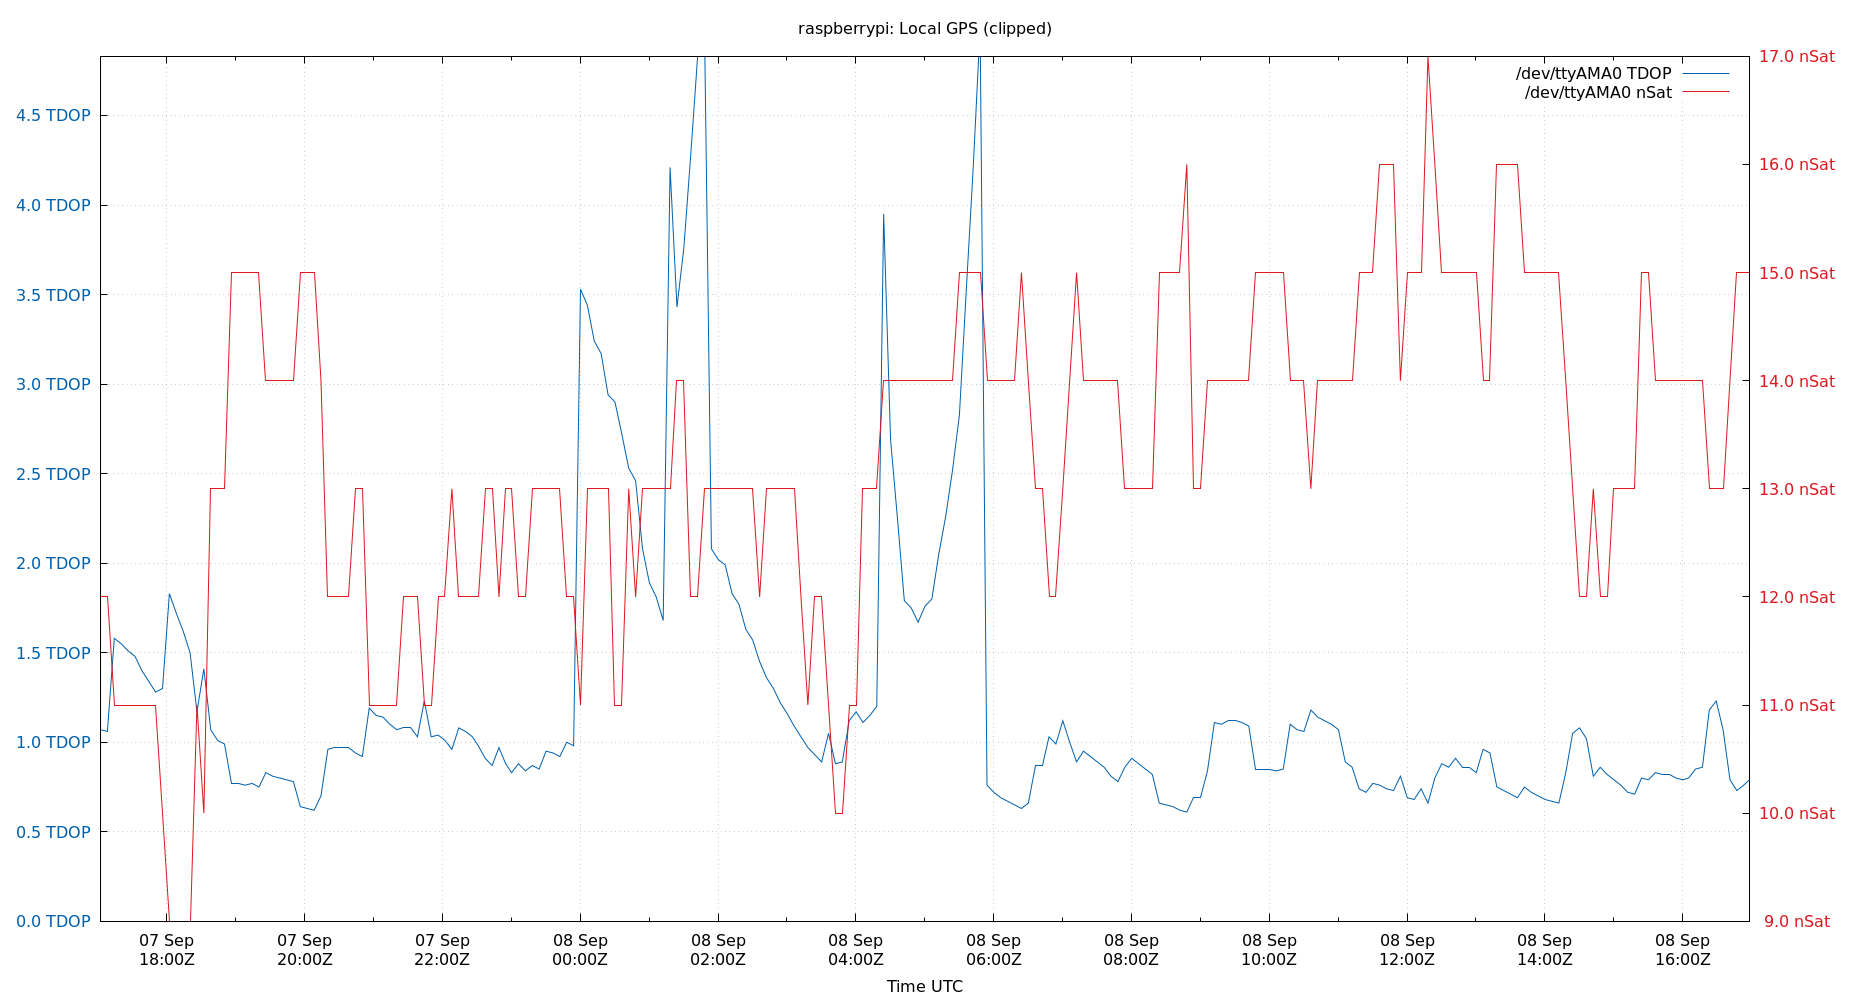 raspberrypi: Local GPS (clipped)
17.0 nSat
/dev/ttyAMA0 TDOP
/dev/ttyAMA0 nSat
4.5 TDOP
16.0 nSat
4.0 TDOP
15.0 nSat
3.5 TDOP
3.0 TDOP
14.0 nSat
2.5 TDOP
13.0 nSat
2.0 TDOP
12.0 nSat
1.5 TDOP
11.0 nSat
1.0 TDOP
10.0 nSat
0.5 TDOP
0.0 TDOP
9.0 nSat
07 Sep 07 Sep 07 Sep 08 Sep 08 Sep 08 Sep 08 Sep 08 Sep 08 Sep 08 Sep 08 Sep 08 Sep
18:00Z 20:00Z 22:00Z 00:00Z 02:00Z 04:00Z 06:00Z 08:00Z 10:00Z 12:00Z 14:00Z 16:00Z
Time UTC